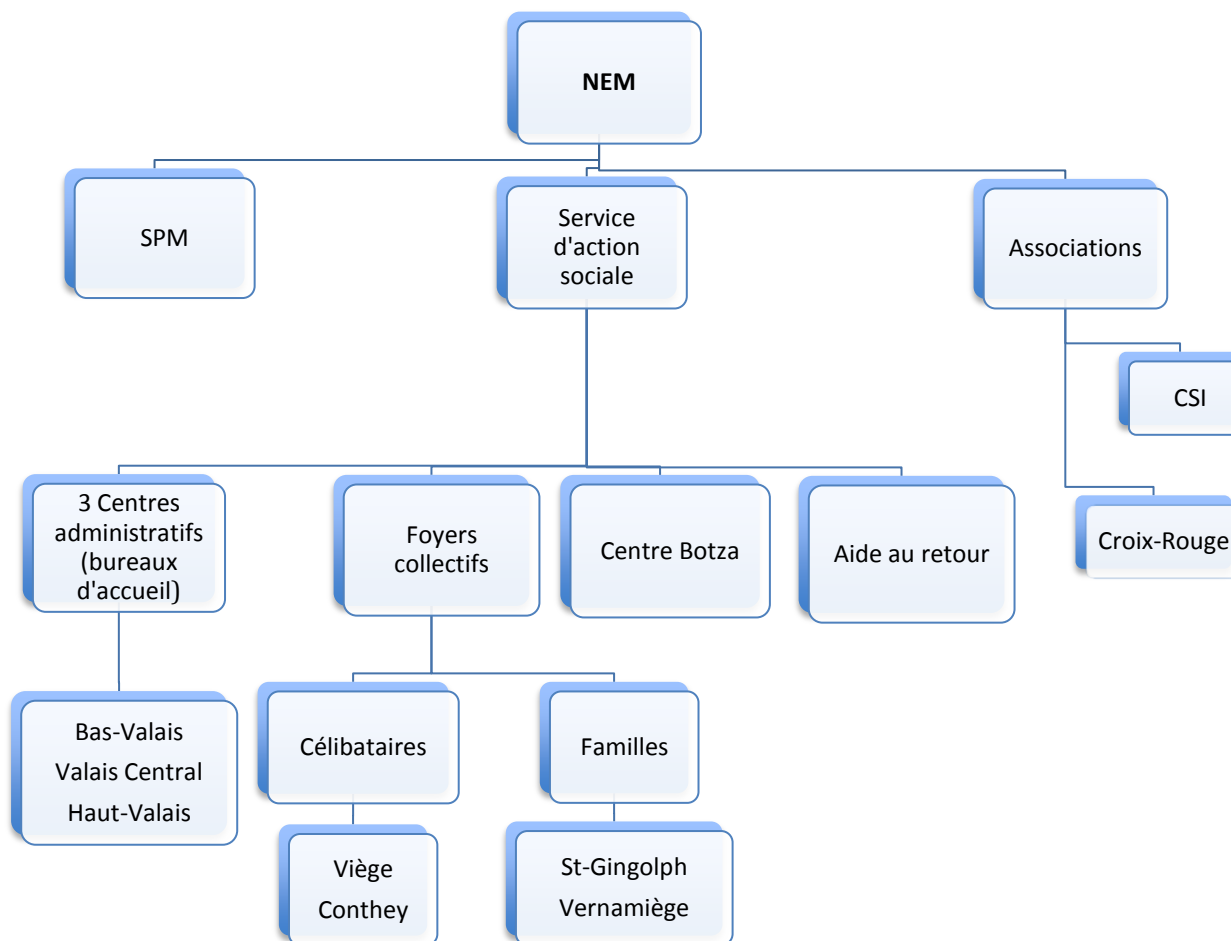 NEM
SPM
Service
d'action
sociale
Associations
CSI
Croix-Rouge
3 Centres
administratifs
(bureaux
d'accueil)
Foyers
collectifs
Centre Botza
Aide au retour
Bas-Valais
Valais Central
Haut-Valais
Célibataires
Familles
Viège
Conthey
St-Gingolph
Vernamiège